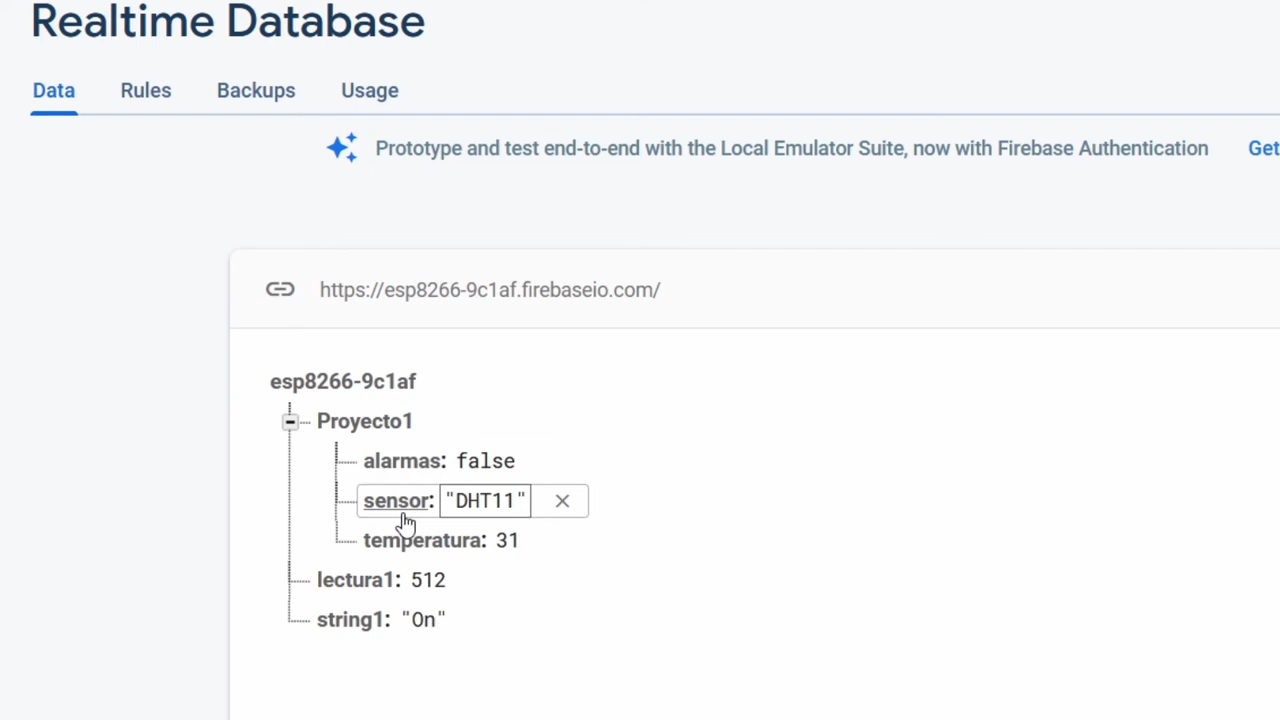 Realtime Database
Data Rules Backups Usage
Prototype and test end-to-end with the Local Emulator Suite, now with Firebase Authentication Get
https://esp8266-9c1af.firebaseio.com/
esp8266-9c1af
Proyecto1
alarmas: false
sensor: "DHT11"
temperatura: 31
lectura1: 512
string1: "On"